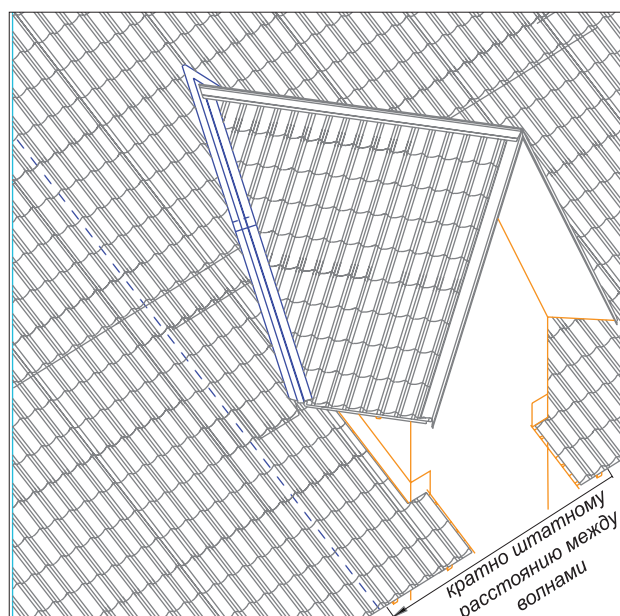 кратно штатному
расстоянию между
волнами